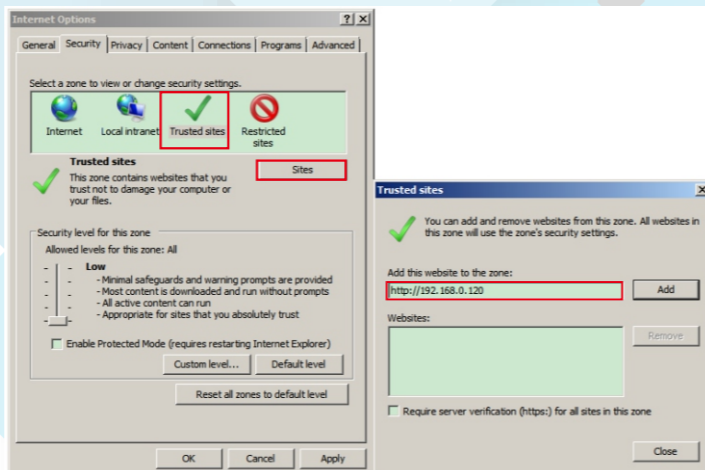 Internet Options
General Security Privacy Content Connections Programs Advanced
Select a zone to view or change security settings.
Internet Local intranet Trusted sites Restricted sites
Trusted sites
This zone contains websites that you
trust not to damage your computer or
your files.
Sites
Security level for this zone
Allowed levels for this zone: All
Low
- Minimal safeguards and warning prompts are provided
- Most content is downloaded and run without prompts
- All active content can run
- Appropriate for sites that you absolutely trust
Enable Protected Mode (requires restarting Internet Explorer)
Custom level... Default level
Reset all zones to default level
OK Cancel Apply
Trusted sites
You can add and remove websites from this zone. All websites in
this zone will use the zone's security settings.
Add this website to the zone:
http://192.168.0.120 Add
Websites:
Remove
Require server verification (https:) for all sites in this zone
Close